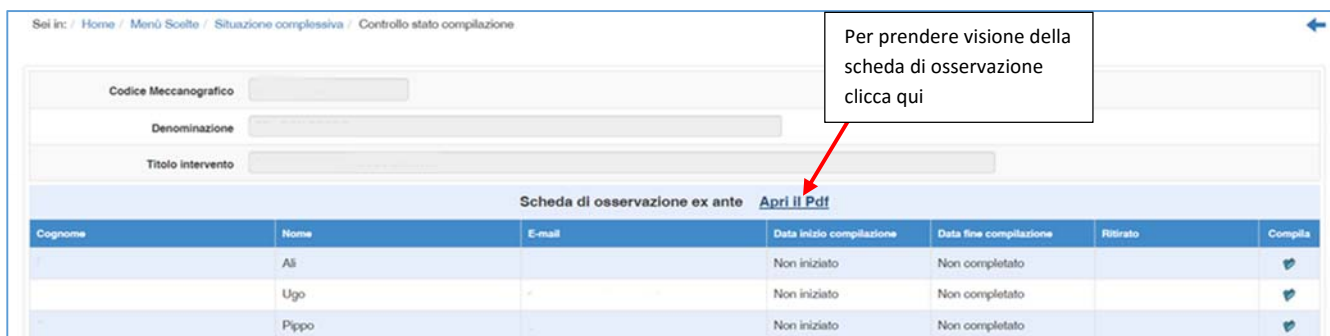 Sei in: / Home / Menù Scelte / Situazione complessiva / Controllo stato compilazione
Per prendere visione della
scheda di osservazione
clicca qui
Codice Meccanografico
Denominazione
Titolo intervento
Scheda di osservazione ex ante Apri il Pdf
Cognome Nome E-mail Data inizio compilazione Data fine compilazione Ritirato Compila
Ali Non iniziato Non completato
Ugo Non iniziato Non completato
Pippo Non iniziato Non completato